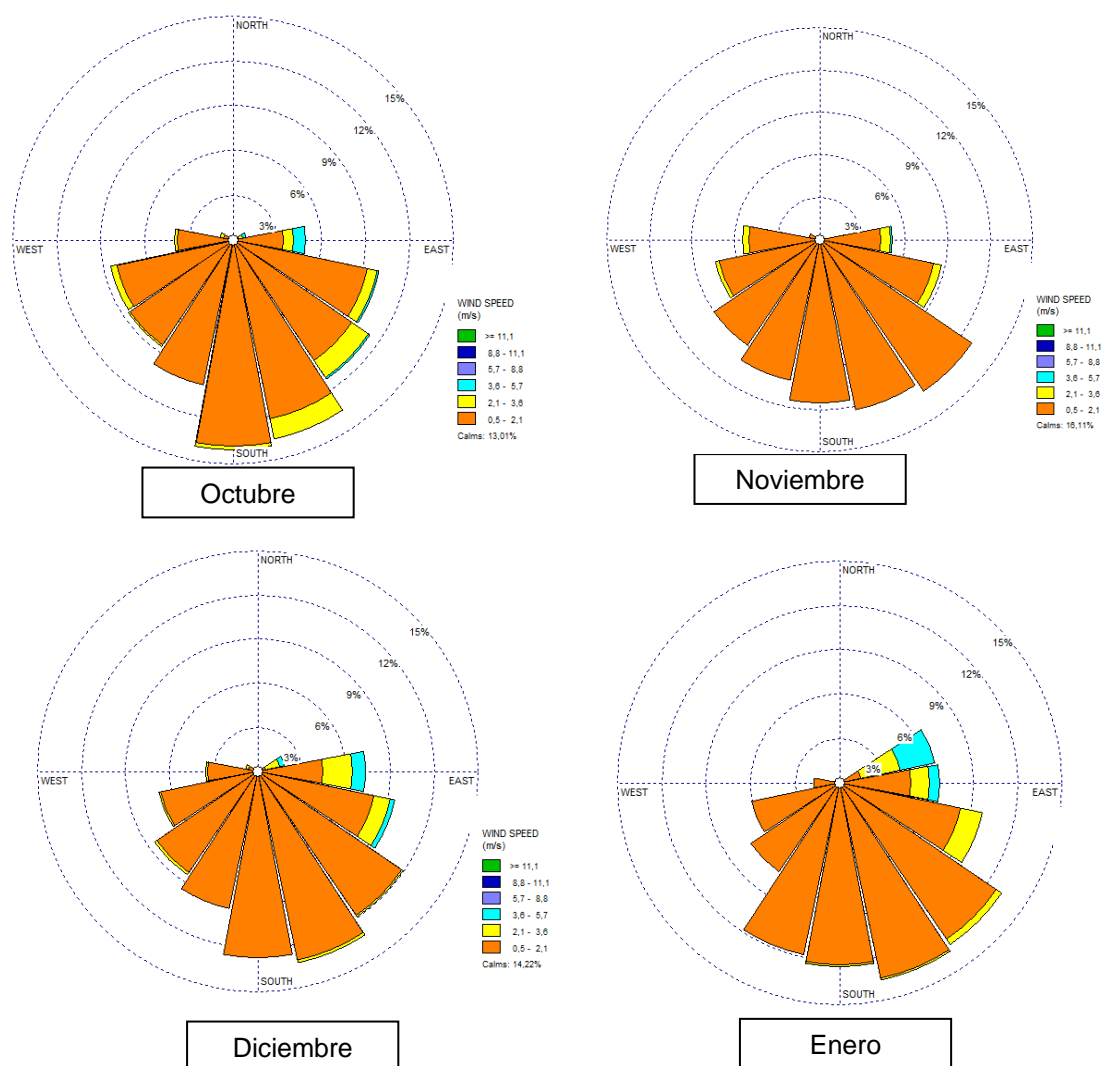 NORTH
15%
12%
9%
6%
3%
WEST
EAST
SOUTH
WIND SPEED
(m/s)
>= 11,1
8,8 - 11,1
5,7 - 8,8
3,6 - 5,7
2,1 - 3,6
0,5 - 2,1
Calms: 13,01%
Octubre
NORTH
15%
12%
9%
6%
3%
WEST
EAST
SOUTH
WIND SPEED
(m/s)
>= 11,1
8,8 - 11,1
5,7 - 8,8
3,6 - 5,7
2,1 - 3,6
0,5 - 2,1
Calms: 16,11%
Noviembre
NORTH
15%
12%
9%
6%
3%
WEST
EAST
SOUTH
WIND SPEED
(m/s)
>= 11,1
8,8 - 11,1
5,7 - 8,8
3,6 - 5,7
2,1 - 3,6
0,5 - 2,1
Calms: 14,22%
Diciembre
NORTH
15%
12%
9%
6%
3%
WEST
EAST
SOUTH
Enero